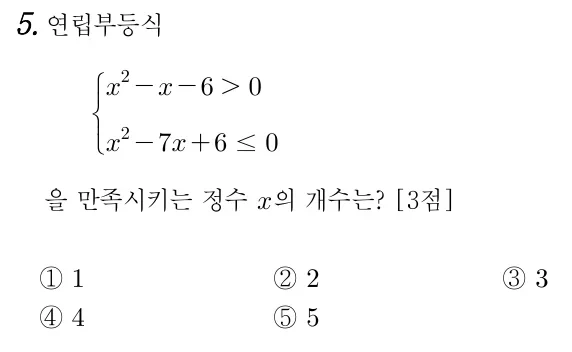 5. 연립부등식
x² − x − 6 > 0
x² − 7x + 6 ≤ 0
을 만족시키는 정수 x의 개수는? [3점]
① 1 ② 2 ③ 3
④ 4 ⑤ 5